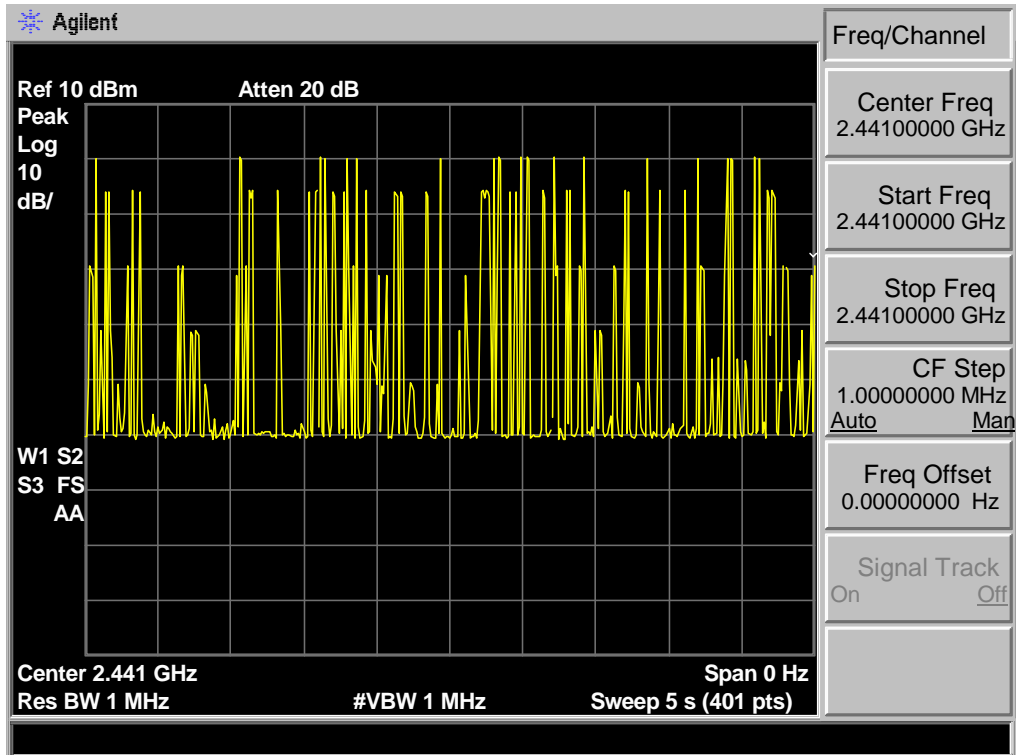 Agilent
Freq/Channel
Ref 10 dBm Atten 20 dB
Peak
Log
10
dB/
W1 S2
S3 FS
AA
Center 2.441 GHz Span 0 Hz
Res BW 1 MHz #VBW 1 MHz Sweep 5 s (401 pts)
Center Freq
2.44100000 GHz
Start Freq
2.44100000 GHz
Stop Freq
2.44100000 GHz
CF Step
1.00000000 MHz
Auto Man
Freq Offset
0.00000000 Hz
Signal Track
On Off